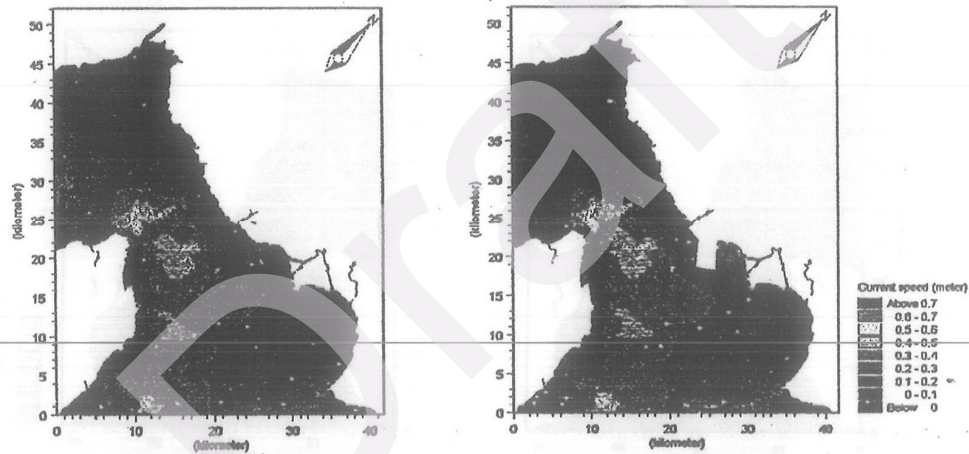 50
45
40
35
30
25
20
15
10
5
0
(kilometer)
0 10 20 30 40
(kilometer)
N
50
45
40
35
30
25
20
15
10
5
0
(kilometer)
0 10 20 30 40
(kilometer)
N
Current speed (meter)
Above 0.7
0.6 - 0.7
0.5 - 0.6
0.4 - 0.5
0.3 - 0.4
0.2 - 0.3
0.1 - 0.2
0 - 0.1
Below 0
Draft